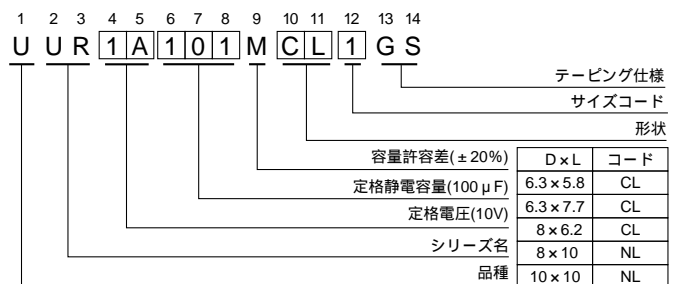 1 2 3 4 5 6 7 8 9 10 11 12 13 14
U U R 1 A 1 0 1 M C L 1 G S
テーピング仕様
サイズコード
形状
容量許容差(±20%)
定格静電容量(100μF)
定格電圧(10V)
シリーズ名
品種
D×L コード
6.3×5.8 CL
6.3×7.7 CL
8×6.2 CL
8×10 NL
10×10 NL